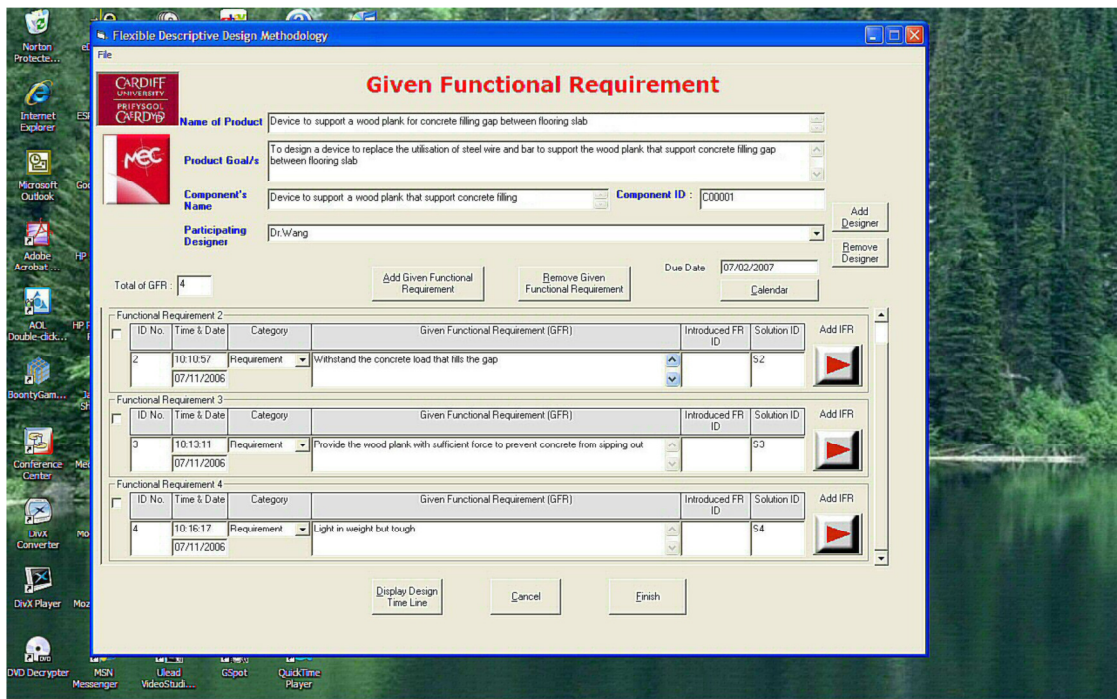 Norton
Protecte...
Internet
Explorer
Microsoft
Outlook
Adobe
Acrobat ...
AOL
Double-click...
BoontyGam...
Conference
Center
DivX
Converter
DivX Player
DVD Decrypter
MSN
Messenger
Ulead
VideoStudi...
GSpot
QuickTime
Player
Flexible Descriptive Design Methodology
File
CARDIFF
UNIVERSITY
PRIFYSGOL
CAERDYD
MEC
Given Functional Requirement
Name of Product Device to support a wood plank for concrete filling gap between flooring slab
Product Goal/s To design a device to replace the utilisation of steel wire and bar to support the wood plank that support concrete filling gap
between flooring slab
Component's
Name Device to support a wood plank that support concrete filling Component ID : C00001
Participating
Designer Dr.Wang
Add
Designer
Remove
Designer
Total of GFR : 4
Add Given Functional
Requirement
Remove Given
Functional Requirement
Due Date 07/02/2007
Calendar
Functional Requirement 2
ID No. Time & Date Category Given Functional Requirement (GFR) Introduced FR
ID Solution ID Add IFR
2 10:10:57 Requirement Withstand the concrete load that fills the gap S2
07/11/2006
Functional Requirement 3
ID No. Time & Date Category Given Functional Requirement (GFR) Introduced FR
ID Solution ID Add IFR
3 10:13:11 Requirement Provide the wood plank with sufficient force to prevent concrete from sipping out S3
07/11/2006
Functional Requirement 4
ID No. Time & Date Category Given Functional Requirement (GFR) Introduced FR
ID Solution ID Add IFR
4 10:16:17 Requirement Light in weight but tough S4
07/11/2006
Display Design
Time Line
Cancel
Finish